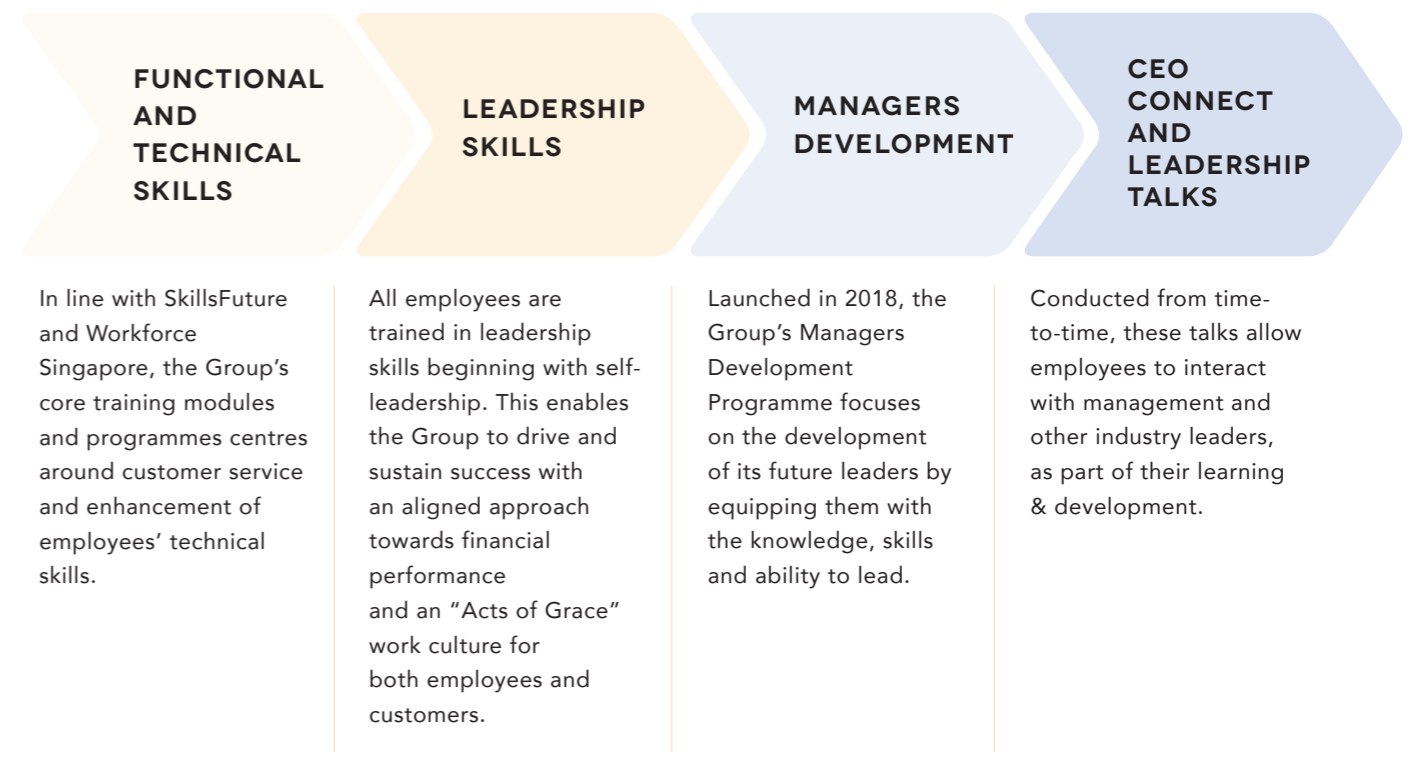 FUNCTIONAL
AND
TECHNICAL
SKILLS
In line with SkillsFuture
and Workforce
Singapore, the Group’s
core training modules
and programmes centres
around customer service
and enhancement of
employees’ technical
skills.
LEADERSHIP
SKILLS
All employees are
trained in leadership
skills beginning with self-
leadership. This enables
the Group to drive and
sustain success with
an aligned approach
towards financial
performance
and an “Acts of Grace”
work culture for
both employees and
customers.
MANAGERS
DEVELOPMENT
Launched in 2018, the
Group’s Managers
Development
Programme focuses
on the development
of its future leaders by
equipping them with
the knowledge, skills
and ability to lead.
CEO
CONNECT
AND
LEADERSHIP
TALKS
Conducted from time-
to-time, these talks allow
employees to interact
with management and
other industry leaders,
as part of their learning
& development.